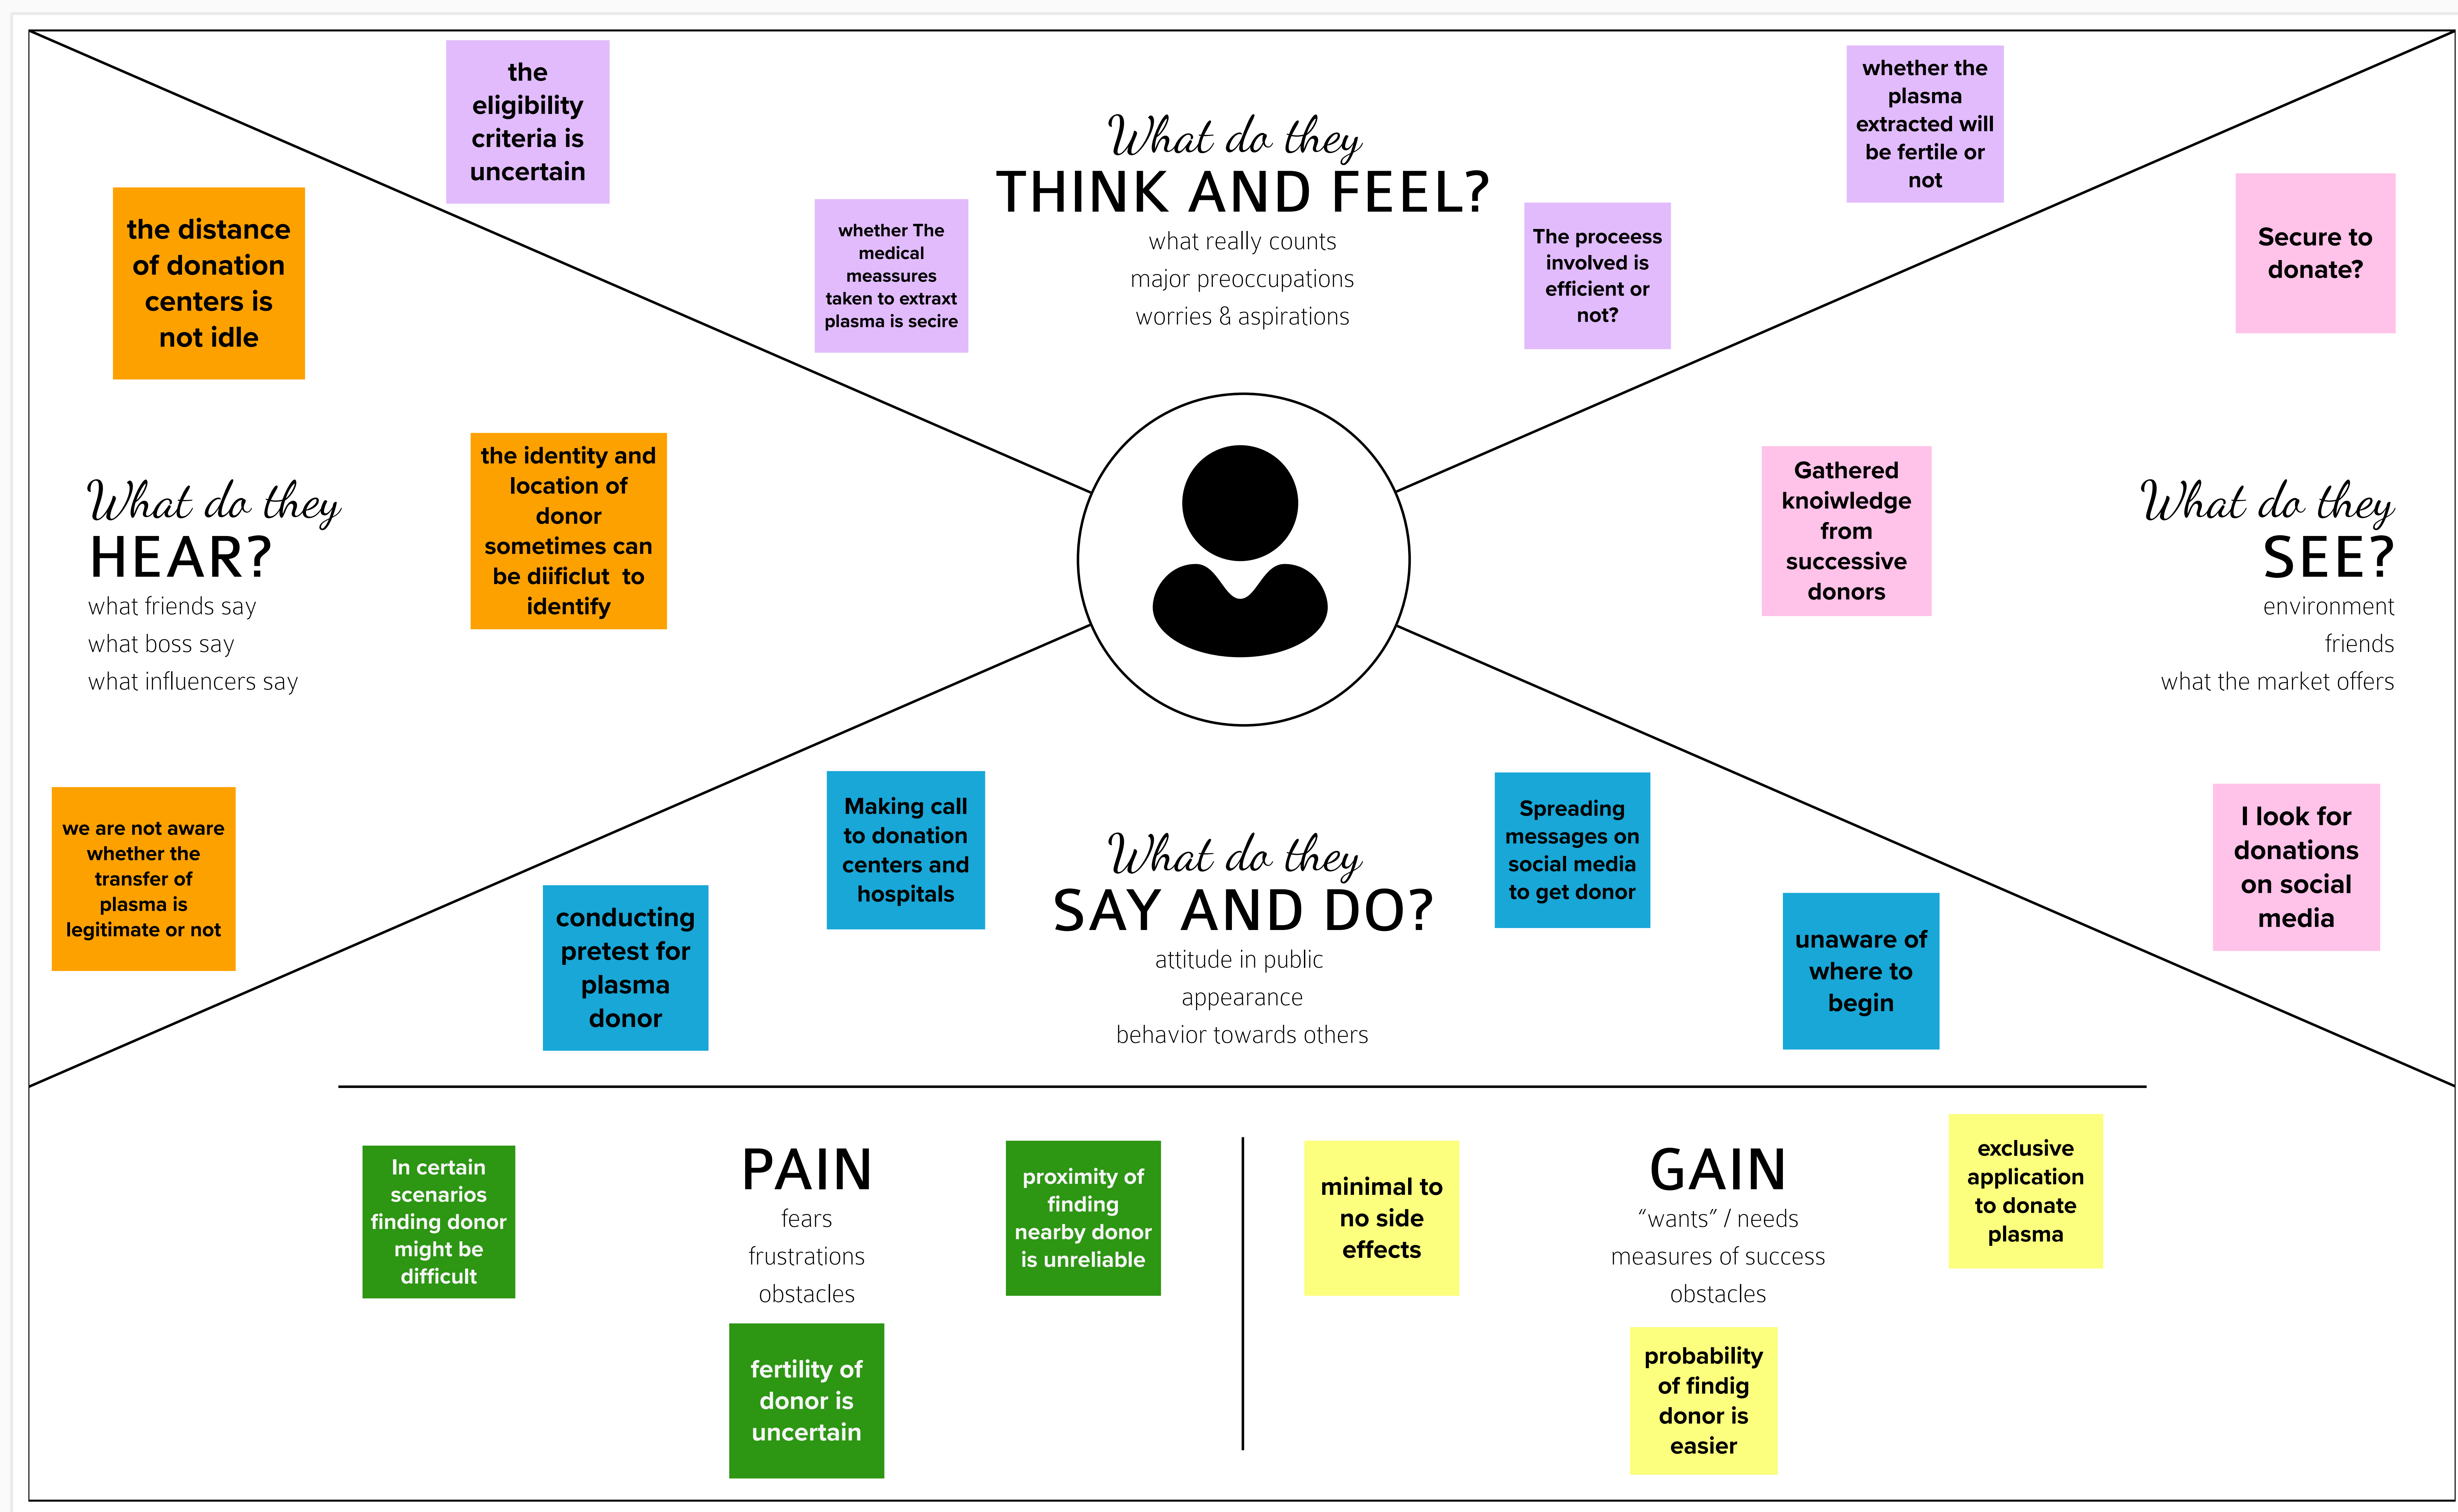 the
eligibility
criteria is
uncertain
What do they
THINK AND FEEL?
what really counts
major preoccupations
worries & aspirations
whether The
medical
meassures
taken to extraxt
plasma is secire
The proceess
involved is
efficient or
not?
whether the
plasma
extracted will
be fertile or
not
the distance
of donation
centers is
not idle
the identity and
location of
donor
sometimes can
be diificlut  to
identify
What do they
HEAR?
what friends say
what boss say
what influencers say
we are not aware
whether the
transfer of
plasma is
legitimate or not
Secure to
donate?
Gathered
knoiwledge
from
successive
donors
What do they
SEE?
environment
friends
what the market offers
I look for
donations
on social
media
conducting
pretest for
plasma
donor
Making call
to donation
centers and
hospitals
What do they
SAY AND DO?
attitude in public
appearance
behavior towards others
Spreading
messages on
social media
to get donor
unaware of
where to
begin
In certain
scenarios
finding donor
might be
difficult
PAIN
fears
frustrations
obstacles
proximity of
finding
nearby donor
is unreliable
fertility of
donor is
uncertain
minimal to
no side
effects
GAIN
“wants” / needs
measures of success
obstacles
exclusive
application
to donate
plasma
probability
of findig
donor is
easier